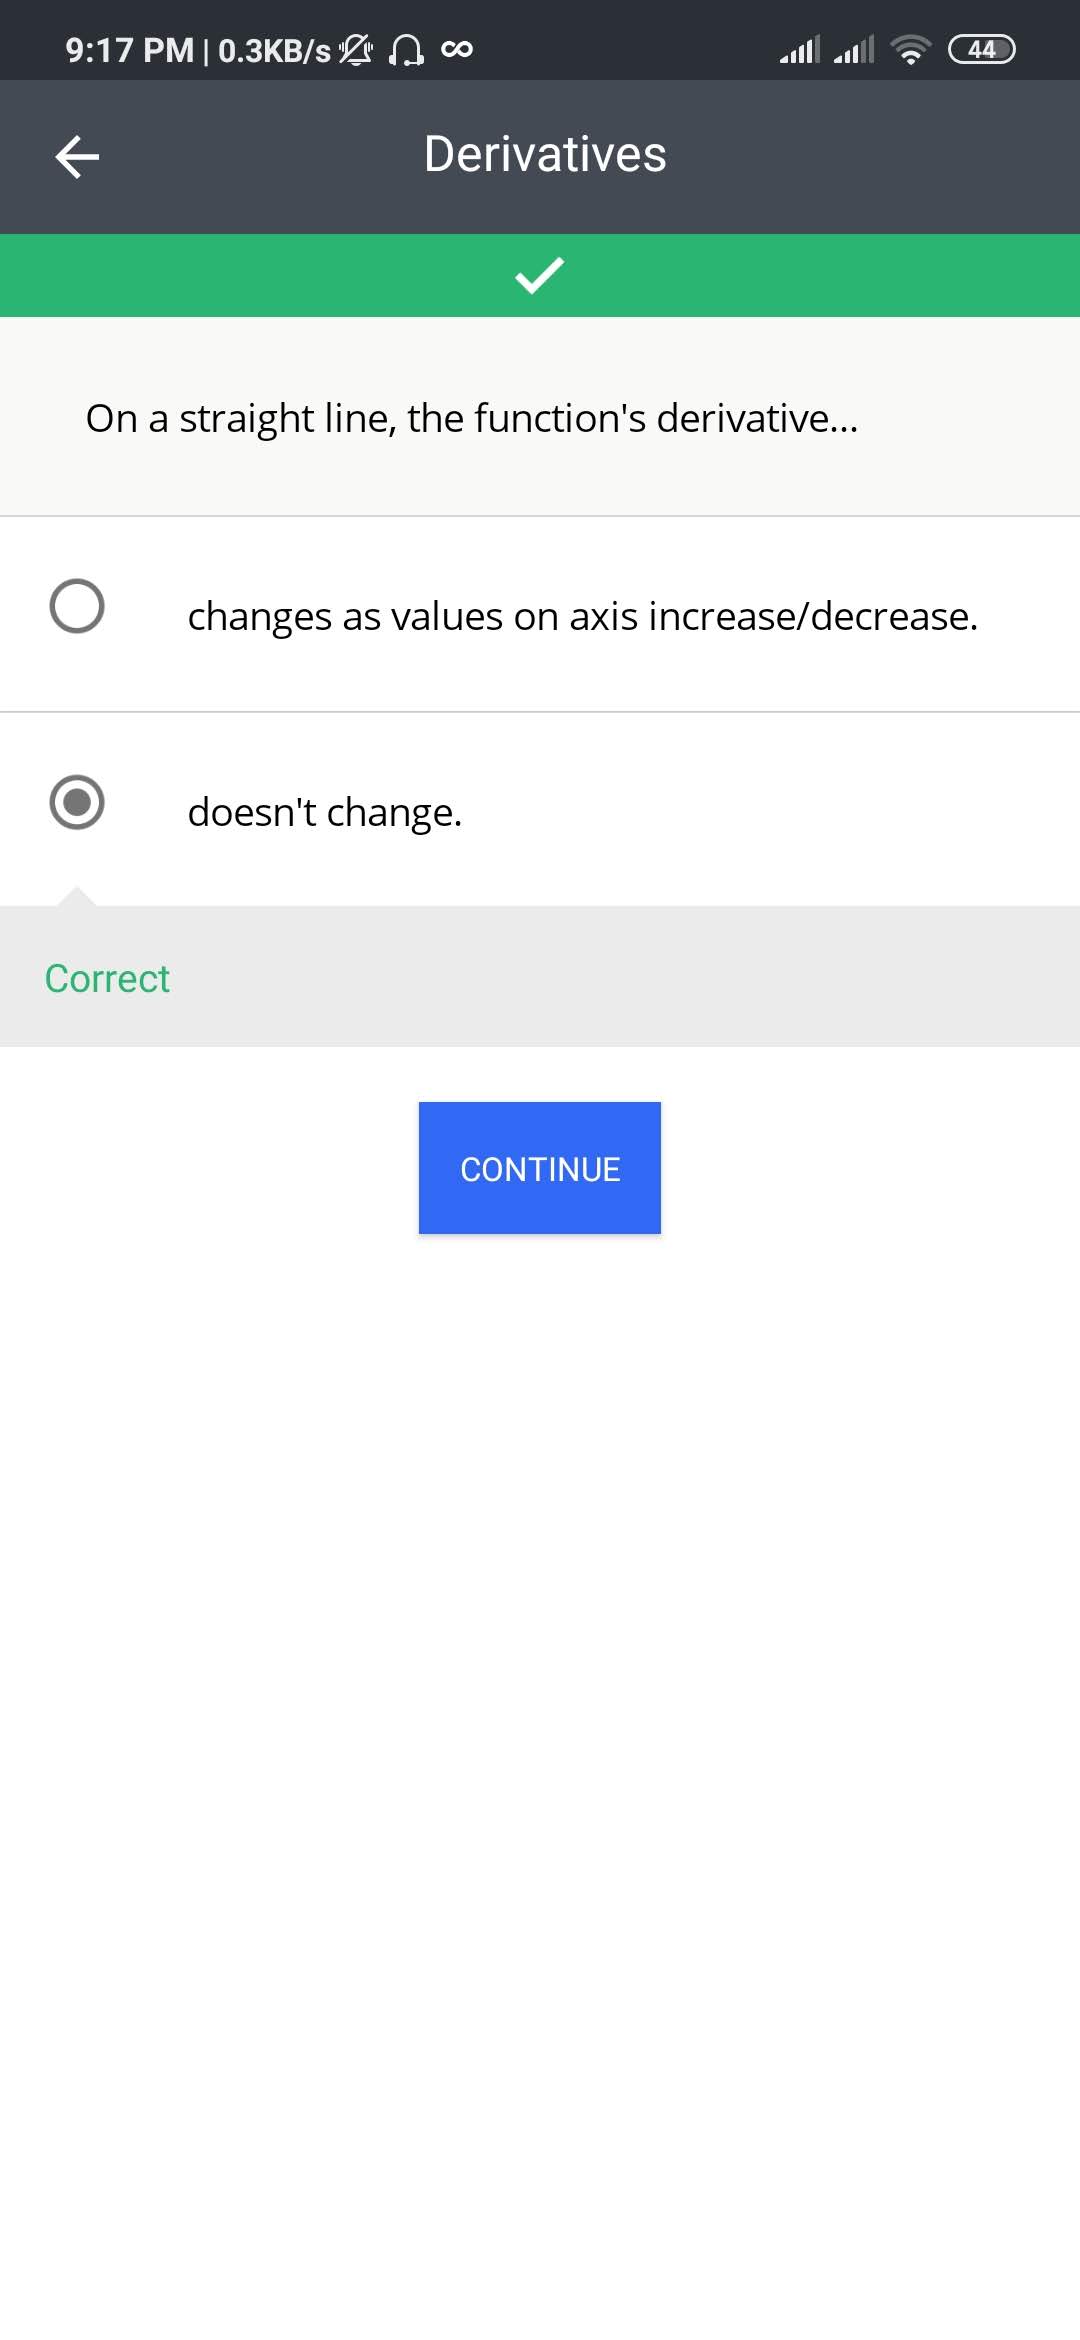 9:17 PM | 0.3KB/s
44
Derivatives
On a straight line, the function's derivative...
changes as values on axis increase/decrease.
doesn't change.
Correct
CONTINUE